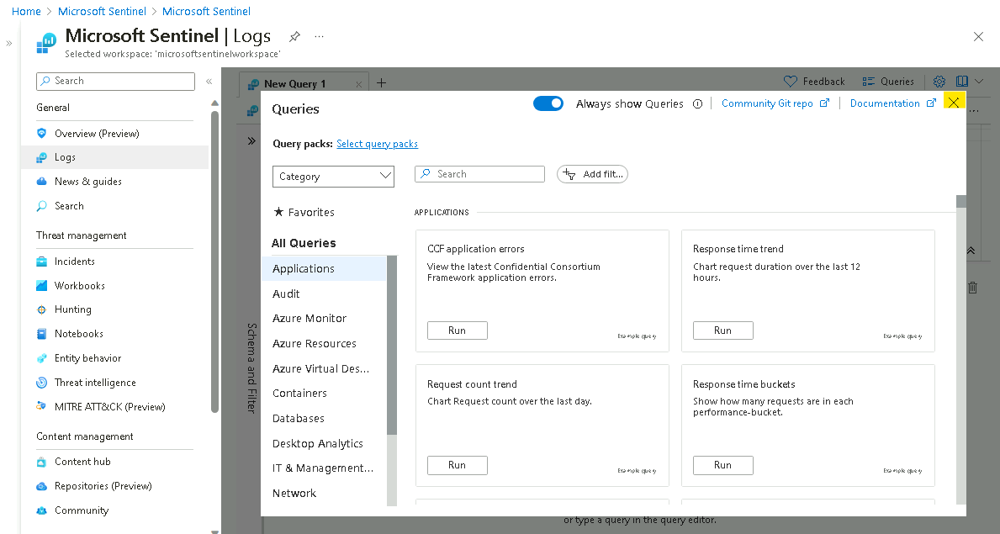 Home > Microsoft Sentinel > Microsoft Sentinel
Microsoft Sentinel | Logs
Selected workspace: 'microsoftsentinelworkspace'
Search
General
Overview (Preview)
Logs
News & guides
Search
Threat management
Incidents
Workbooks
Hunting
Notebooks
Entity behavior
Threat intelligence
MITRE ATT&CK (Preview)
Content management
Content hub
Repositories (Preview)
Community
New Query 1
Feedback
Queries
Schema and Filter
Queries
Always show Queries
Community Git repo
Documentation
Query packs: Select query packs
Category
Search
Add filt...
Favorites
All Queries
Applications
Audit
Azure Monitor
Azure Resources
Azure Virtual Des...
Containers
Databases
Desktop Analytics
IT & Management...
Network
APPLICATIONS
CCF application errors
View the latest Confidential Consortium
Framework application errors.
Run
Example query
Response time trend
Chart request duration over the last 12
hours.
Run
Example query
Request count trend
Chart Request count over the last day.
Run
Example query
Response time buckets
Show how many requests are in each
performance-bucket.
Run
Example query
or type a query in the query editor.